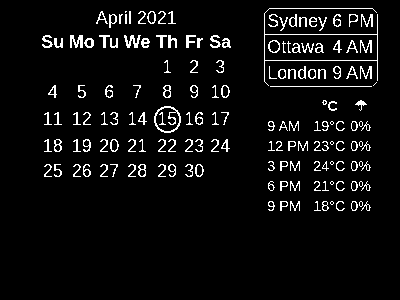 April 2021
Su Mo Tu We Th Fr Sa
1 2 3
4 5 6 7 8 9 10
11 12 13 14 15 16 17
18 19 20 21 22 23 24
25 26 27 28 29 30
Sydney 6 PM
Ottawa 4 AM
London 9 AM
°C ☂
9 AM 19°C 0%
12 PM 23°C 0%
3 PM 24°C 0%
6 PM 21°C 0%
9 PM 18°C 0%